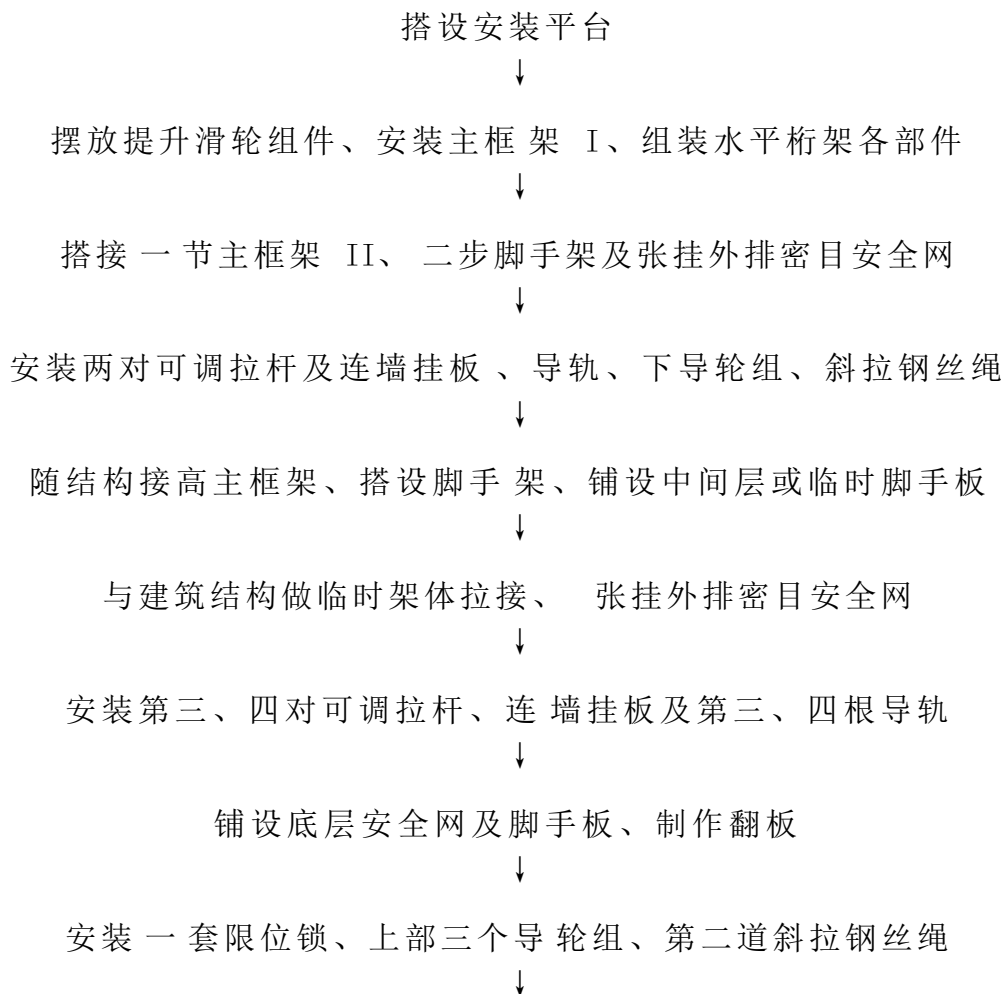 搭设安装平台
↓
摆放提升滑轮组件、安装主框 架 I、组装水平桁架各部件
↓
搭接 一 节主框架 II、 二步脚手架及张挂外排密目安全网
↓
安装两对可调拉杆及连墙挂板 、导轨、下导轮组、斜拉钢丝绳
↓
随结构接高主框架、搭设脚手 架、铺设中间层或临时脚手板
↓
与建筑结构做临时架体拉接、 张挂外排密目安全网
↓
安装第三、四对可调拉杆、连 墙挂板及第三、四根导轨
↓
铺设底层安全网及脚手板、制作翻板
↓
安装 一 套限位锁、上部三个导 轮组、第二道斜拉钢丝绳
↓